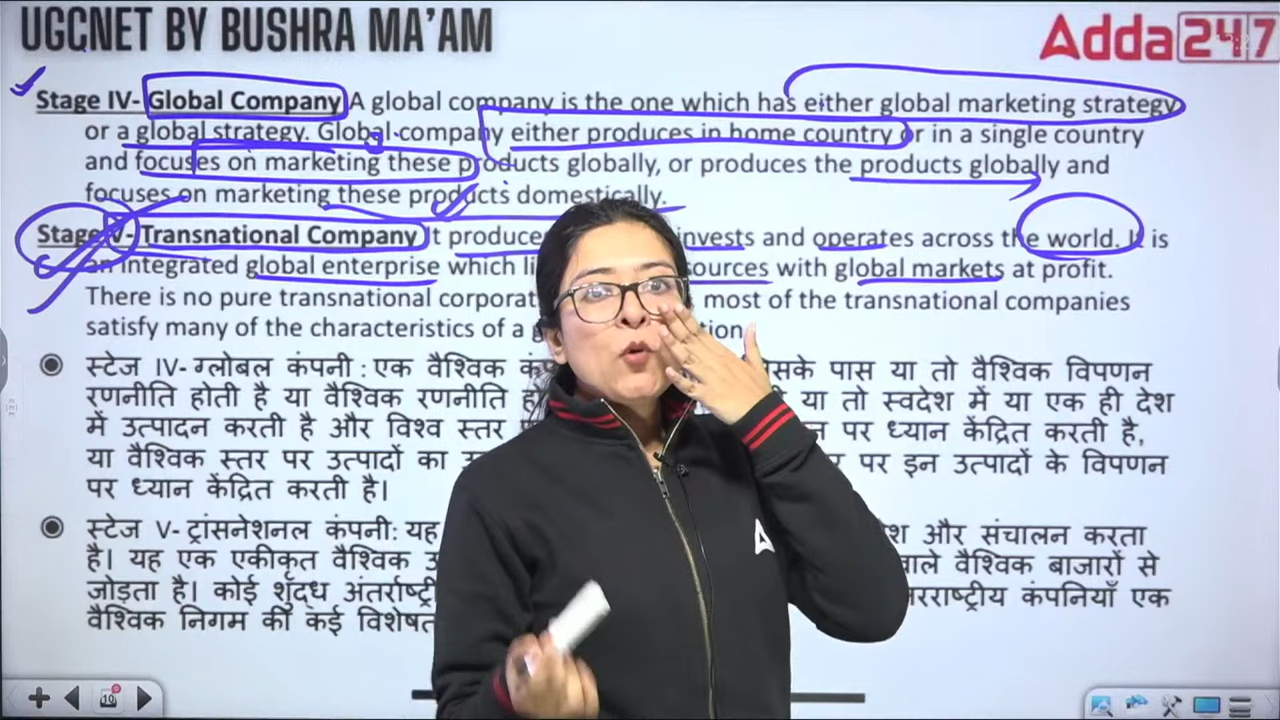 UGCNET BY BUSHRA MA'AM
Adda 247
Stage IV- Global Company A global company is the one which has either global marketing strategy
or a global strategy. Global company either produces in home country or in a single country
and focuses on marketing these products globally, or produces the products globally and
focuses on marketing these products domestically.
Stage V- Transnational Company It invests and operates across the world. It is
an integrated global enterprise which sources with global markets at profit.
There is no pure transnational most of the transnational companies
satisfy many of the characteristics of a
स्टेज IV- ग्लोबल कंपनी : एक वैश्विक पास या तो वैश्विक विपणन
रणनीति होती है या वैश्विक रणनीति या तो स्वदेश में या एक ही देश
में उत्पादन करती है और विश्व स्तर पर ध्यान केंद्रित करती है,
या वैश्विक स्तर पर उत्पादों का पर इन उत्पादों के विपणन
पर ध्यान केंद्रित करती है।
स्टेज V- ट्रांसनेशनल कंपनी: यह और संचालन करता
है। यह एक एकीकृत वैश्विक वाले वैश्विक बाजारों से
जोड़ता है। कोई शुद्ध कंपनियाँ एक
वैश्विक निगम की कई
10